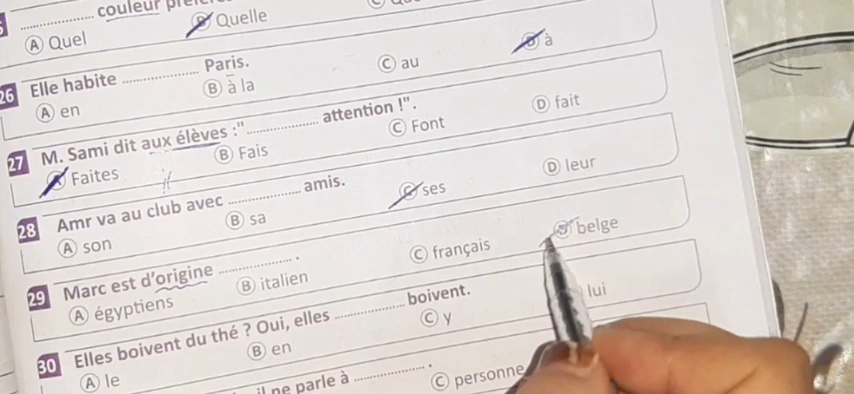 couleur
A Quel B Quelle
26 Elle habite .................. Paris.
A en B à la C au D à
27 M. Sami dit aux élèves :".................. attention !".
A Faites B Fais C Font D fait
28 Amr va au club avec .................. amis.
A son B sa C ses D leur
29 Marc est d'origine .................. .
A égyptiens B italien C français D belge
30 Elles boivent du thé ? Oui, elles .................. boivent.
A le B en C y lui
il ne parle à .................. .
C personne